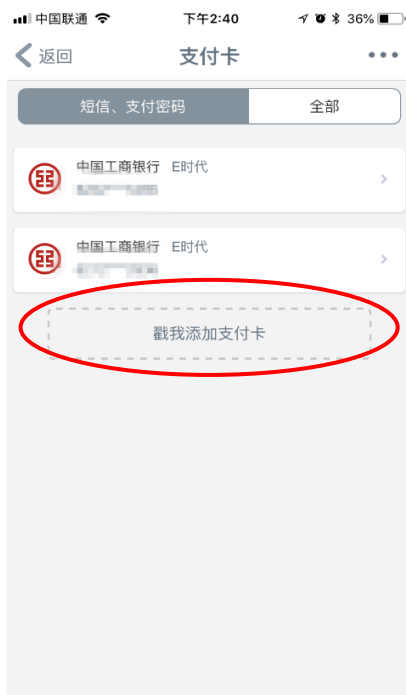 中国联通 下午2:40 36%
返回 支付卡
短信、支付密码 全部
中国工商银行 E时代
中国工商银行 E时代
戳我添加支付卡